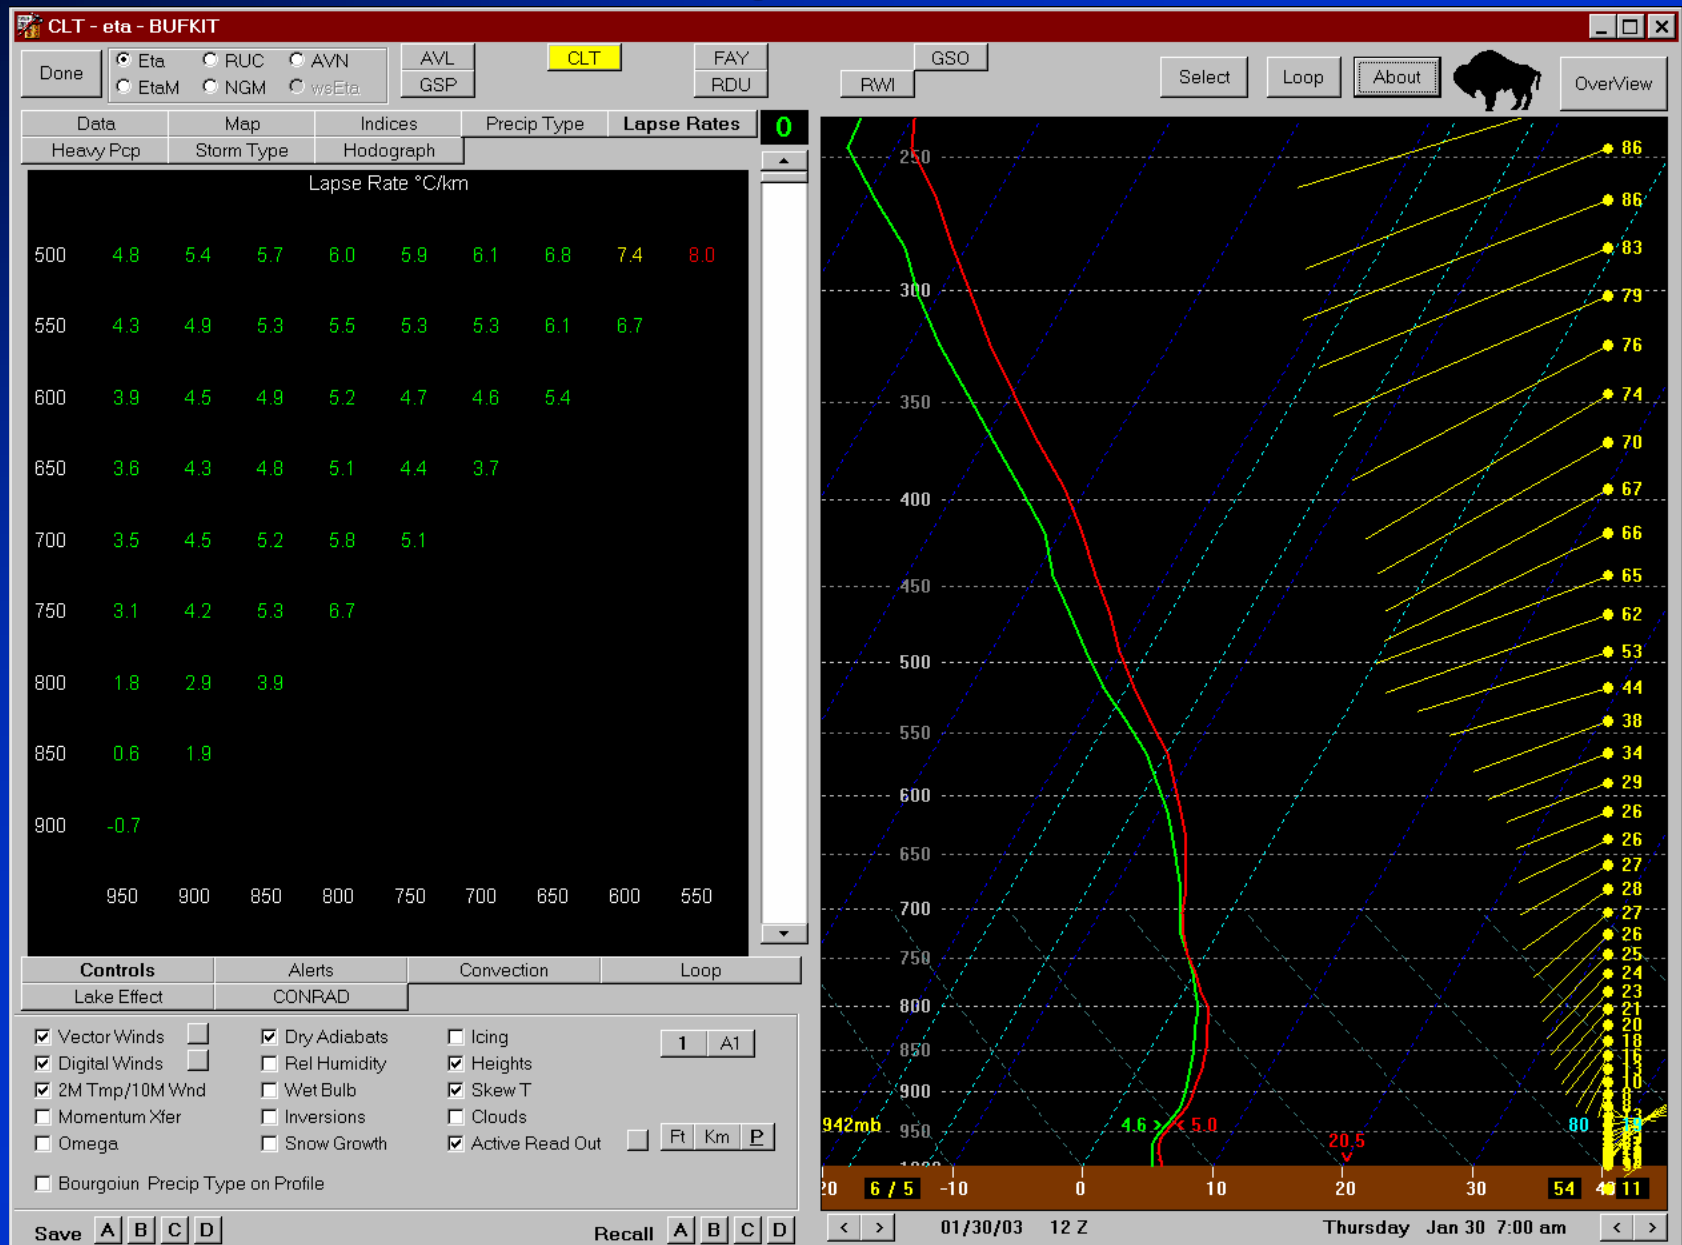 CLT - eta - BUFKIT
Done
Eta RUC AVN
EtaM NGM wsEta
AVL CLT FAY GSO
GSP RDU RWI
Select Loop About OverView
Data Map Indices Precip Type Lapse Rates 0
Heavy Pcp Storm Type Hodograph
Lapse Rate °C/km
500 4.8 5.4 5.7 6.0 5.9 6.1 6.8 7.4 8.0
550 4.3 4.9 5.3 5.5 5.3 5.3 6.1 6.7
600 3.9 4.5 4.9 5.2 4.7 4.6 5.4
650 3.6 4.3 4.8 5.1 4.4 3.7
700 3.5 4.5 5.2 5.8 5.1
750 3.1 4.2 5.3 6.7
800 1.8 2.9 3.9
850 0.6 1.9
900 -0.7
950 900 850 800 750 700 650 600 550
Controls Alerts Convection Loop
Lake Effect CONRAD
Vector Winds Dry Adiabats Icing 1 A1
Digital Winds Rel Humidity Heights
2M Tmp/10M Wnd Wet Bulb Skew T
Momentum Xfer Inversions Clouds
Omega Snow Growth Active Read Out Ft Km P
Bourgoiun Precip Type on Profile
Save A B C D Recall A B C D
86
250
86
83
300 79
76
350 74
70
400 67
66
450 65
62
500 53
44
550 38
34
600 29
26
26
650 27
28
700 27
26
750 25
24
23
800 21
20
18
850 16
13
900 10
942mb 4.6 5.0 80
950 20.5
20 6 / 5 -10 0 10 20 30 54 11
< > 01/30/03 12 Z Thursday Jan 30 7:00 am < >